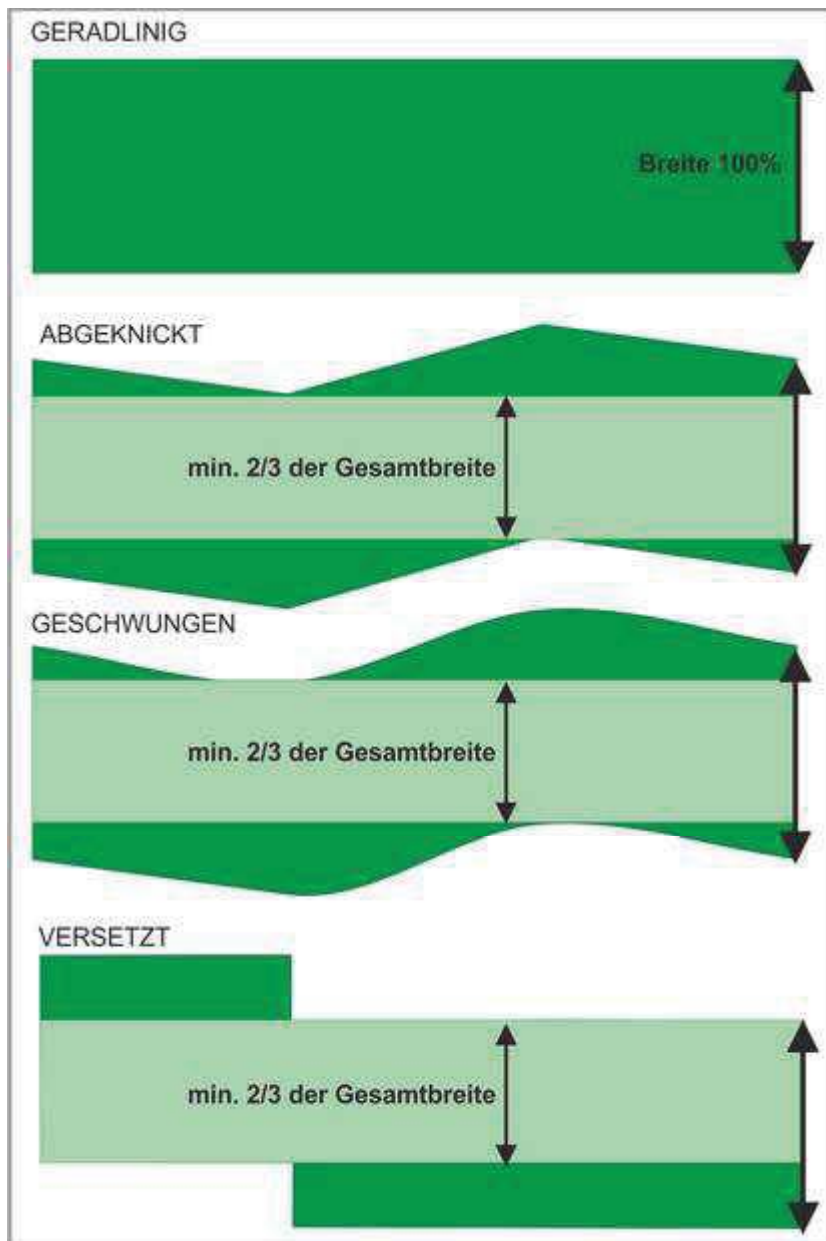 GERADLINIG
Breite 100%
ABGEKNICKT
min. 2/3 der Gesamtbreite
GESCHWUNGEN
min. 2/3 der Gesamtbreite
VERSETZT
min. 2/3 der Gesamtbreite